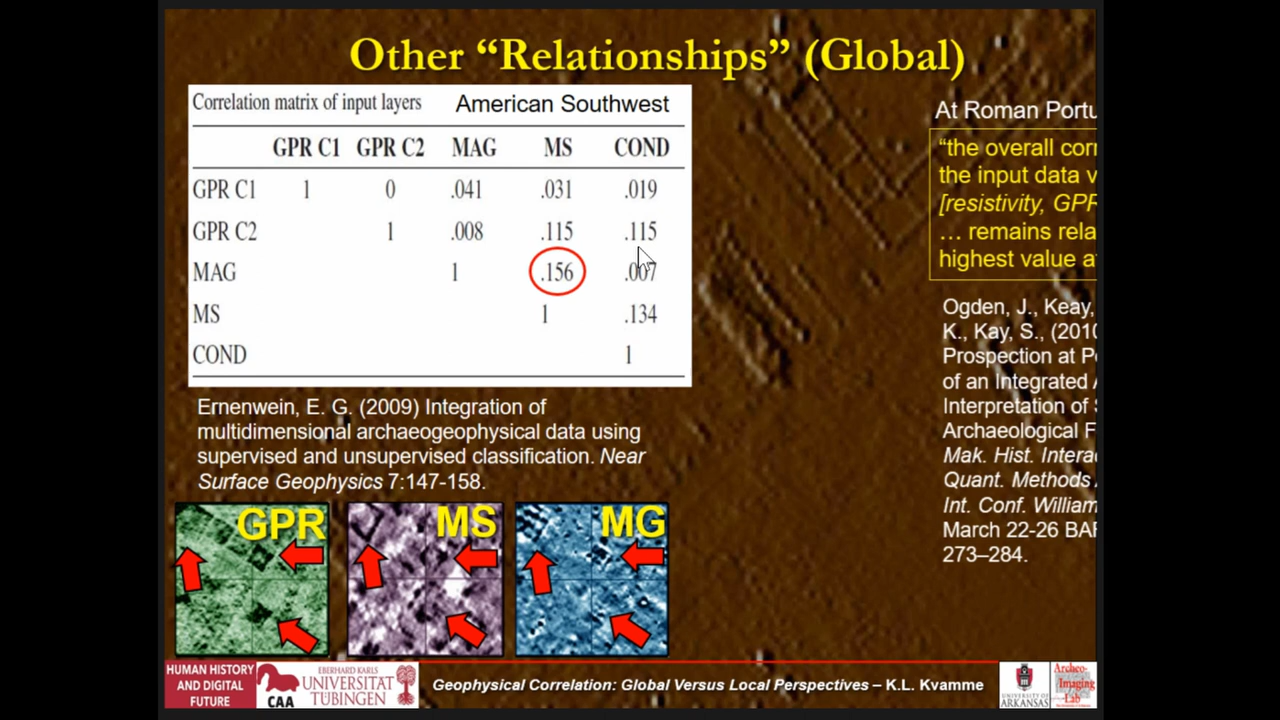 Other “Relationships” (Global)
Correlation matrix of input layers American Southwest
GPR C1 GPR C2 MAG MS COND
GPR C1 1 0 .041 .031 .019
GPR C2 1 .008 .115 .115
MAG 1 .156 .007
MS 1 .134
COND 1
Ernenwein, E. G. (2009) Integration of
multidimensional archaeogeophysical data using
supervised and unsupervised classification. Near
Surface Geophysics 7:147-158.
GPR MS MG
At Roman Portu
“the overall corr
the input data v
[resistivity, GPR
… remains rela
highest value a
Ogden, J., Keay,
K., Kay, S., (2010
Prospection at P
of an Integrated
Interpretation of
Archaeological F
Mak. Hist. Intera
Quant. Methods
Int. Conf. William
March 22-26 BA
273–284.
HUMAN HISTORY
AND DIGITAL
FUTURE
CAA
EBERHARD KARLS
UNIVERSITÄT
TÜBINGEN
Geophysical Correlation: Global Versus Local Perspectives – K.L. Kvamme
UNIVERSITY OF
ARKANSAS
Archeo-
Imaging
Lab